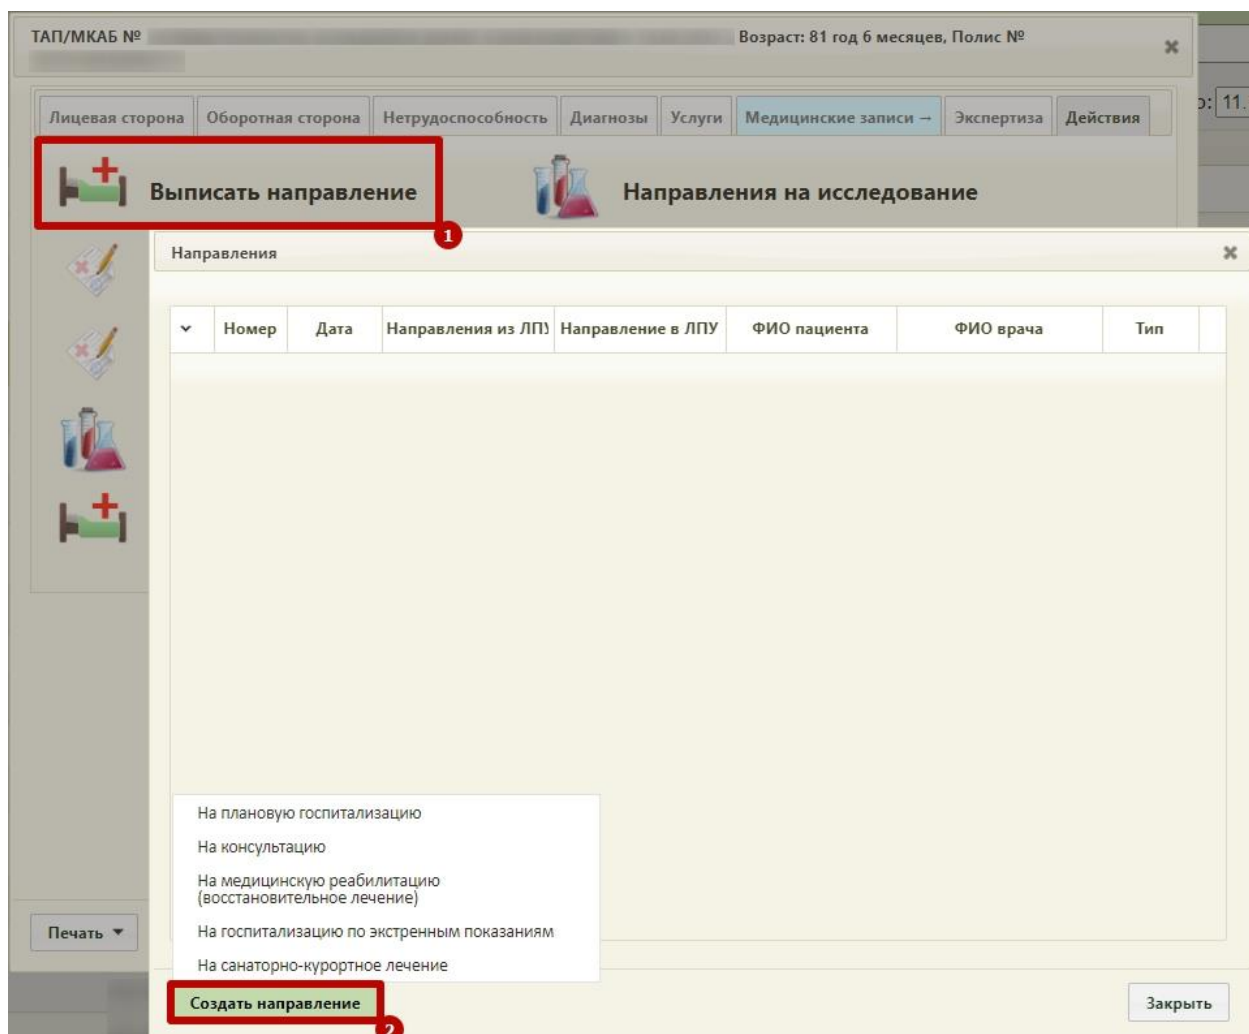 ТАП/МКАБ № Возраст: 81 год 6 месяцев, Полис №
о: 11.
Лицевая сторона Оборотная сторона Нетрудоспособность Диагнозы Услуги Медицинские записи → Экспертиза Действия
Выписать направление Направления на исследование
1
Направления
Номер Дата Направления из ЛПУ Направление в ЛПУ ФИО пациента ФИО врача Тип
На плановую госпитализацию
На консультацию
На медицинскую реабилитацию
(восстановительное лечение)
На госпитализацию по экстренным показаниям
На санаторно-курортное лечение
Печать
Создать направление Закрыть
2